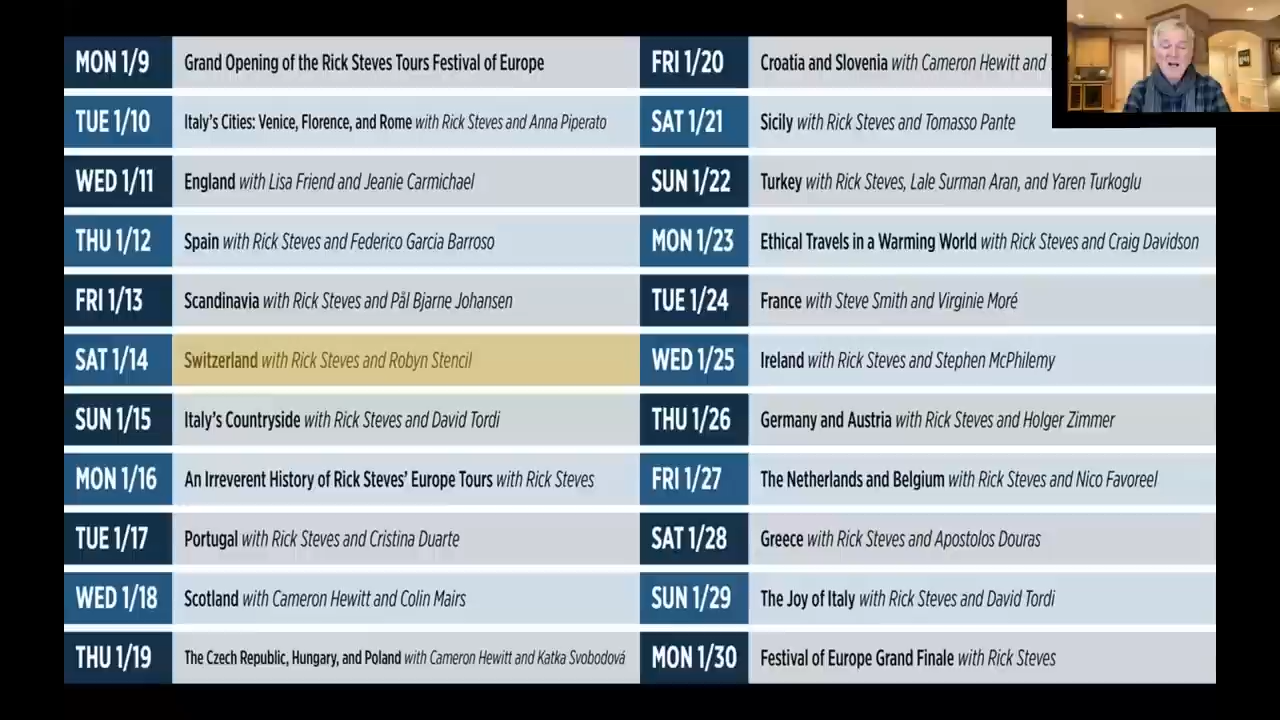 MON 1/9 Grand Opening of the Rick Steves Tours Festival of Europe
TUE 1/10 Italy's Cities: Venice, Florence, and Rome with Rick Steves and Anna Piperato
WED 1/11 England with Lisa Friend and Jeanie Carmichael
THU 1/12 Spain with Rick Steves and Federico Garcia Barroso
FRI 1/13 Scandinavia with Rick Steves and Pål Bjarne Johansen
SAT 1/14 Switzerland with Rick Steves and Robyn Stencil
SUN 1/15 Italy's Countryside with Rick Steves and David Tordi
MON 1/16 An Irreverent History of Rick Steves' Europe Tours with Rick Steves
TUE 1/17 Portugal with Rick Steves and Cristina Duarte
WED 1/18 Scotland with Cameron Hewitt and Colin Mairs
THU 1/19 The Czech Republic, Hungary, and Poland with Cameron Hewitt and Katka Svobodová
FRI 1/20 Croatia and Slovenia with Cameron Hewitt and
SAT 1/21 Sicily with Rick Steves and Tomasso Pante
SUN 1/22 Turkey with Rick Steves, Lale Surman Aran, and Yaren Turkoglu
MON 1/23 Ethical Travels in a Warming World with Rick Steves and Craig Davidson
TUE 1/24 France with Steve Smith and Virginie Moré
WED 1/25 Ireland with Rick Steves and Stephen McPhilemy
THU 1/26 Germany and Austria with Rick Steves and Holger Zimmer
FRI 1/27 The Netherlands and Belgium with Rick Steves and Nico Favoreel
SAT 1/28 Greece with Rick Steves and Apostolos Douras
SUN 1/29 The Joy of Italy with Rick Steves and David Tordi
MON 1/30 Festival of Europe Grand Finale with Rick Steves